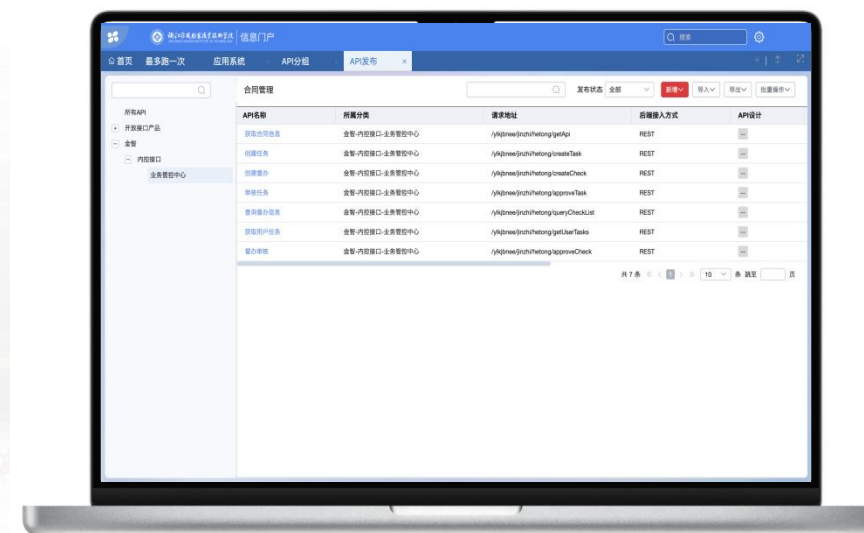 信息门户
搜索
首页 最多跑一次 应用系统 API分组 API发布 ×
合同管理 发布状态 全部 新增 导入 导出 批量操作
所有API
开放接口产品
金智
内控接口
业务管控中心
API名称 所属分类 请求地址 后端接入方式 API设计
获取合同信息 金智-内控接口-业务管控中心 /ylkjbnee/jinzhi/hetong/getApi REST
创建任务 金智-内控接口-业务管控中心 /ylkjbnee/jinzhi/hetong/createTask REST
创建督办 金智-内控接口-业务管控中心 /ylkjbnee/jinzhi/hetong/createCheck REST
审核任务 金智-内控接口-业务管控中心 /ylkjbnee/jinzhi/hetong/approveTask REST
查询督办信息 金智-内控接口-业务管控中心 /ylkjbnee/jinzhi/hetong/queryCheckList REST
获取用户任务 金智-内控接口-业务管控中心 /ylkjbnee/jinzhi/hetong/getUserTasks REST
督办审核 金智-内控接口-业务管控中心 /ylkjbnee/jinzhi/hetong/approveCheck REST
共 7 条 « ‹ 1 › » 10 条 跳至 页